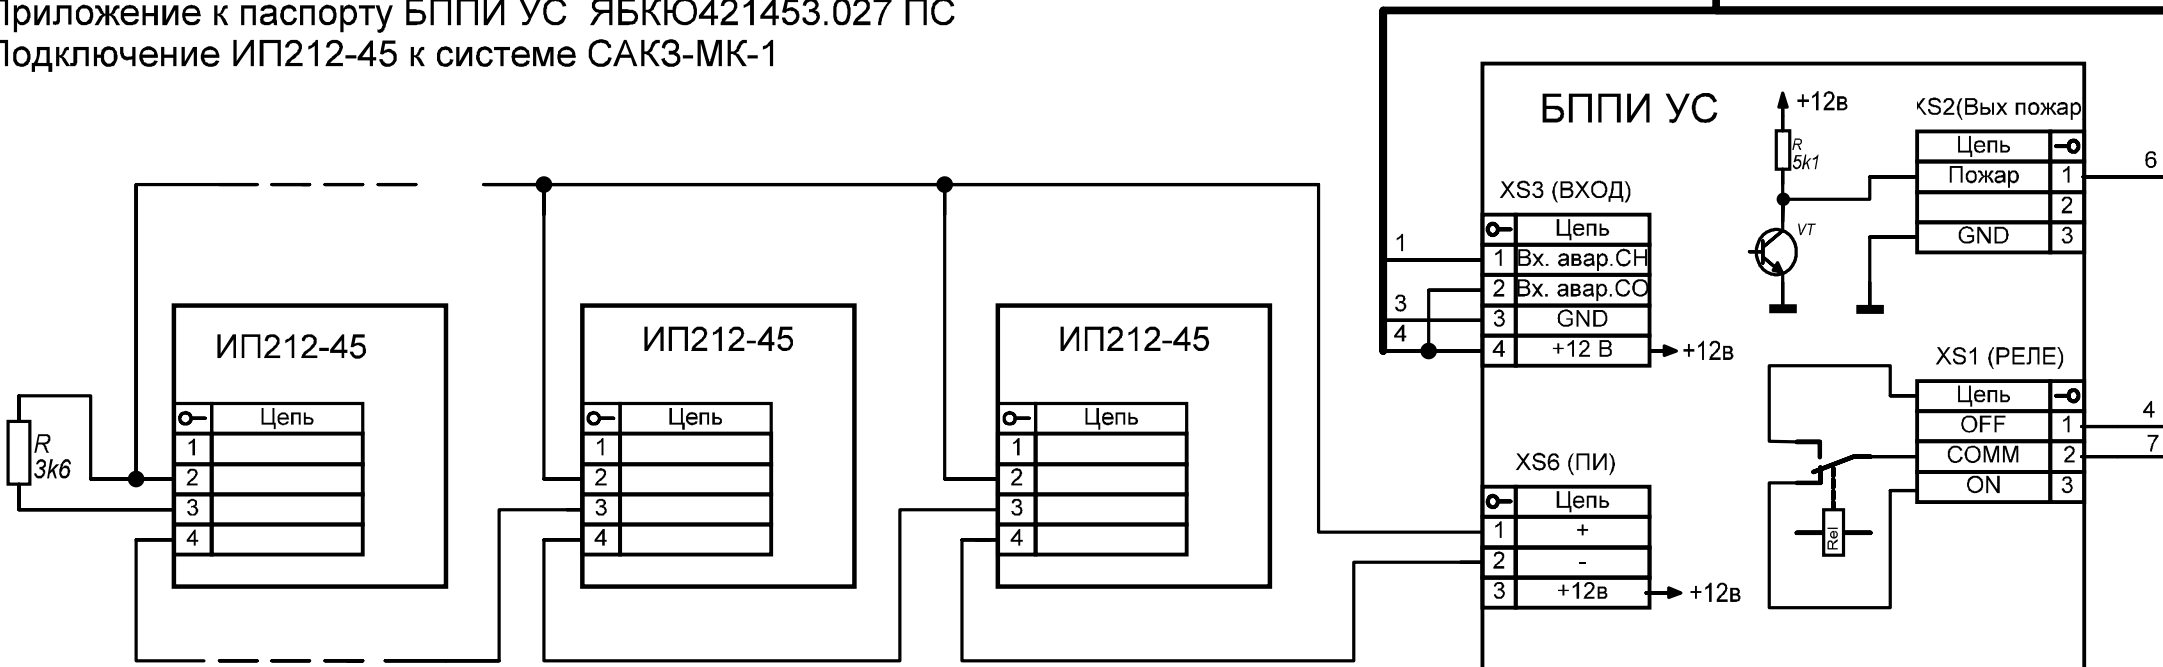 Приложение к паспорту БППИ УС ЯБКЮ421453.027 ПС
Подключение ИП212-45 к системе САКЗ-МК-1
R
3k6
ИП212-45
Цепь
1
2
3
4
ИП212-45
Цепь
1
2
3
4
ИП212-45
Цепь
1
2
3
4
1
3
4
БППИ УС
XS3 (ВХОД)
Цепь
1 Вх. авар.СН
2 Вх. авар.СО
3 GND
4 +12 В
+12в
XS6 (ПИ)
Цепь
1 +
2 -
3 +12в
+12в
+12в
R
5k1
VT
XS2(Вых пожар
Цепь
Пожар 1
2
GND 3
6
XS1 (РЕЛЕ)
Цепь
OFF 1
COMM 2
ON 3
4
7
Rel